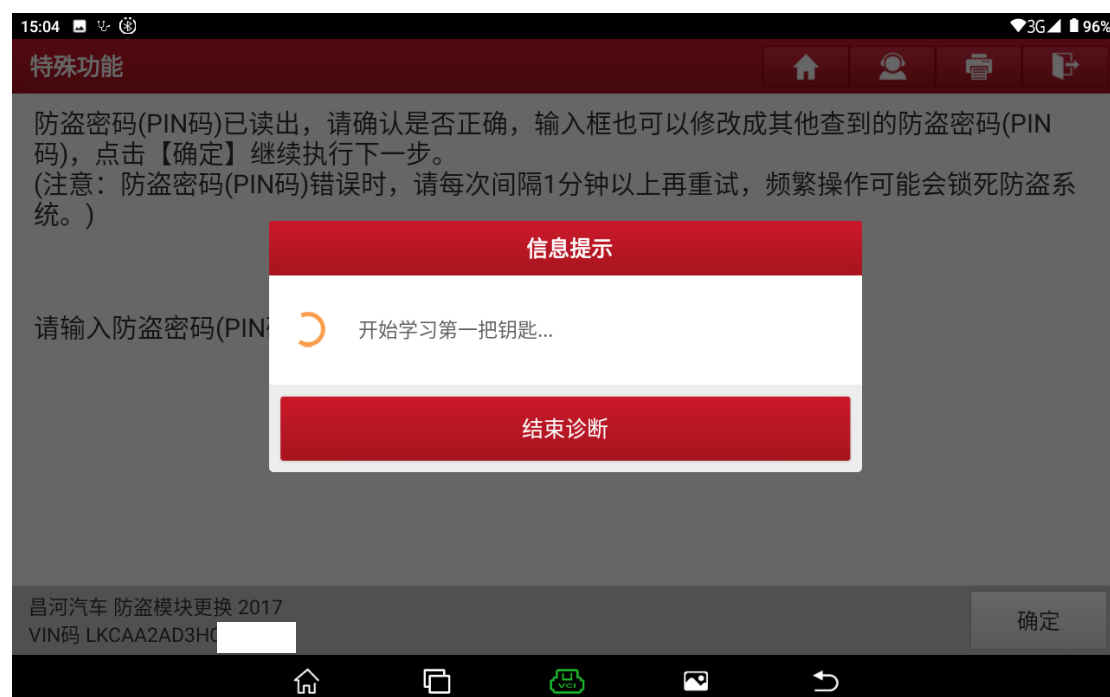 15:04
3G 96%
特殊功能
防盗密码(PIN码)已读出，请确认是否正确，输入框也可以修改成其他查到的防盗密码(PIN
码)，点击【确定】继续执行下一步。
(注意：防盗密码(PIN码)错误时，请每次间隔1分钟以上再重试，频繁操作可能会锁死防盗系
统。)
信息提示
请输入防盗密码(PIN
开始学习第一把钥匙...
结束诊断
昌河汽车 防盗模块更换 2017
VIN码 LKCAA2AD3H
确定
VCI